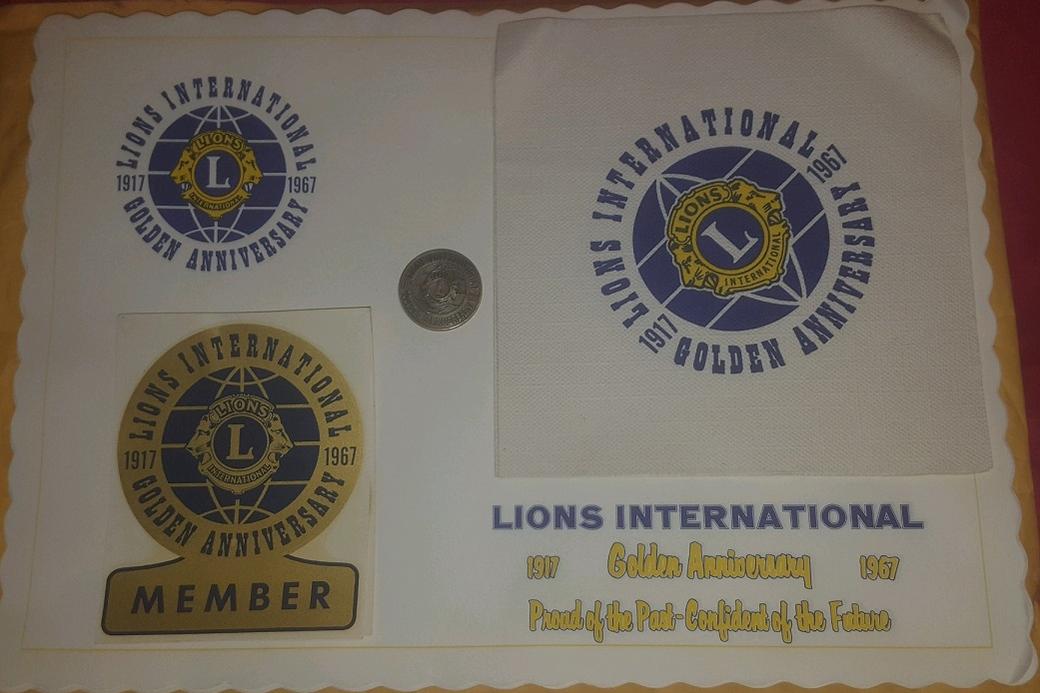 LIONS INTERNATIONAL
1917 1967
GOLDEN ANNIVERSARY
LIONS
L
INTERNATIONAL
LIONS INTERNATIONAL
1917 1967
GOLDEN ANNIVERSARY
LIONS
L
INTERNATIONAL
LIONS INTERNATIONAL
1917 1967
GOLDEN ANNIVERSARY
LIONS
L
INTERNATIONAL
MEMBER
LIONS INTERNATIONAL
1917 Golden Anniversary 1967
Proud of the Past-Confident of the Future